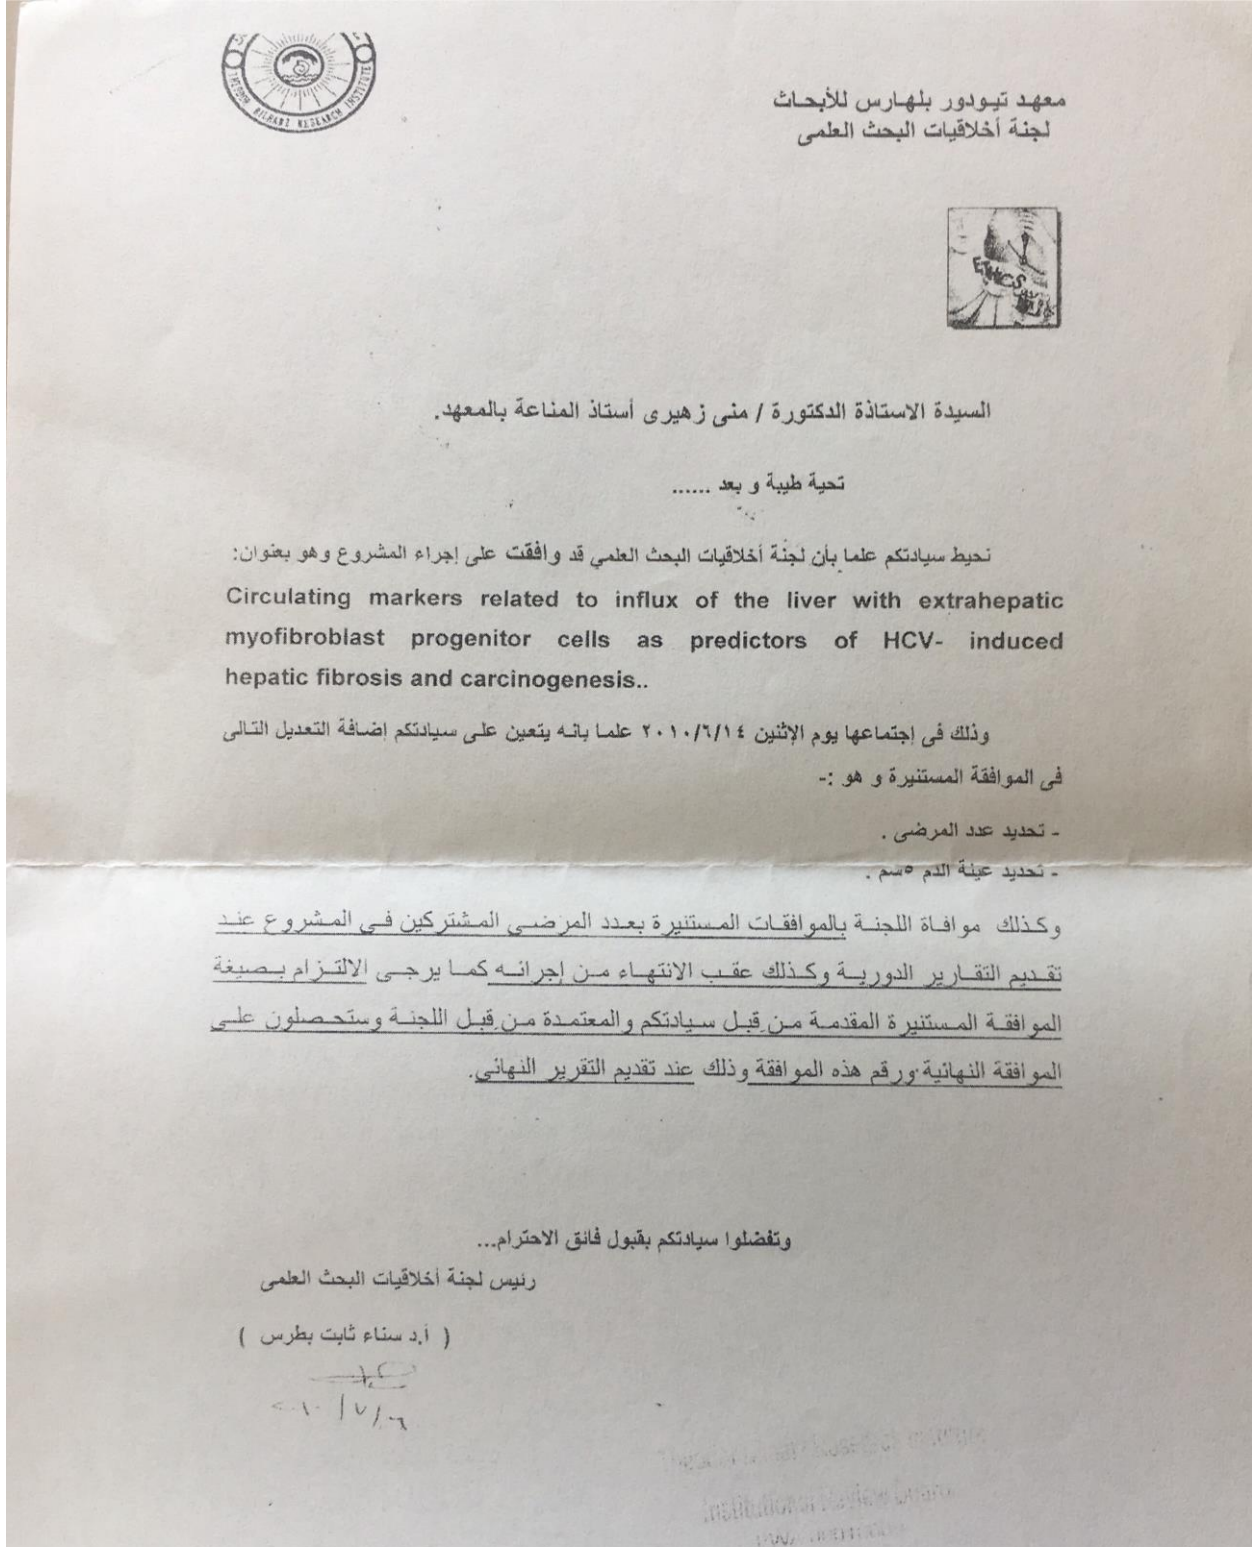 THEODOR BILHARZ RESEARCH INSTITUTE
معهد تيودور بلهارس للأبحاث
لجنة أخلاقيات البحث العلمى
ETHICS
السيدة الاستاذة الدكتورة / منى زهيرى أستاذ المناعة بالمعهد.
تحية طيبة و بعد ......
نحيط سيادتكم علما بأن لجنة أخلاقيات البحث العلمي قد وافقت على إجراء المشروع وهو بعنوان:
Circulating markers related to influx of the liver with extrahepatic
myofibroblast progenitor cells as predictors of HCV- induced
hepatic fibrosis and carcinogenesis..
وذلك فى إجتماعها يوم الإثنين ٢٠١٠/٦/١٤ علما بانه يتعين على سيادتكم إضافة التعديل التالى
فى الموافقة المستنيرة و هو :-
- تحديد عدد المرضى .
- تحديد عينة الدم ٥سم .
وكذلك موافاة اللجنة بالموافقات المستنيرة بعدد المرضى المشتركين فى المشروع عند
تقديم التقارير الدورية وكذلك عقب الانتهاء من إجرائه كما يرجى الالتزام بصيغة
الموافقة المستنيرة المقدمة من قبل سيادتكم والمعتمدة من قبل اللجنة وستحصلون على
الموافقة النهائية ورقم هذه الموافقة وذلك عند تقديم التقرير النهائى.
وتفضلوا سيادتكم بقبول فائق الاحترام...
رئيس لجنة أخلاقيات البحث العلمى
( أ.د سناء ثابت بطرس )